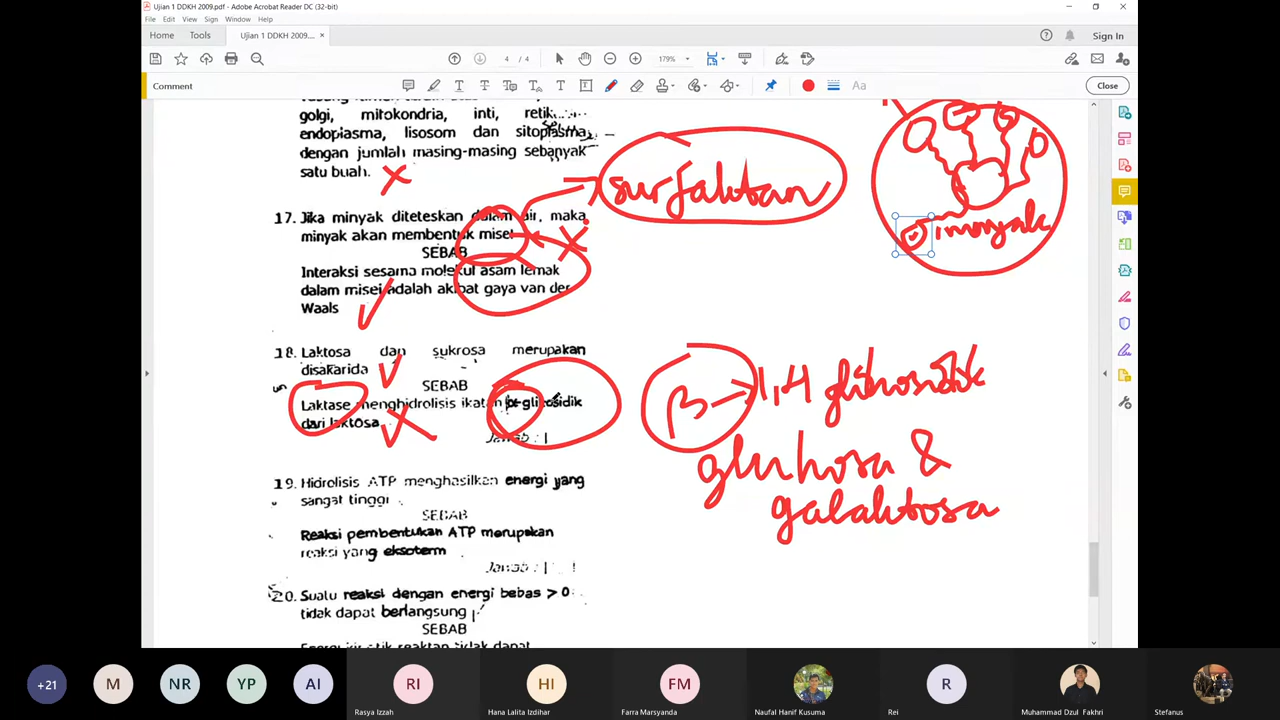 Ujian 1 DDKH 2009.pdf - Adobe Acrobat Reader DC (32-bit)
File Edit View Sign Window Help
Home Tools Ujian 1 DDKH 2009.... × Sign In
4 / 4 179%
Comment Close
golgi, mitokondria, inti,
endoplasma, lisosom dan sitoplasma
dengan jumlah masing-masing sebanyak
satu buah.
surfaktan
minyak
17. Jika minyak diteteskan dalam air, maka
minyak akan membentuk misel
SEBAB
Interaksi sesama molekul asam lemak
dalam misel adalah akibat gaya van der
Waals
18. Laktosa dan sukrosa merupakan
disakarida
SEBAB
Laktase menghidrolisis ikatan α-glikosidik
dari laktosa
Jawab : |
β → 1,4 glikosidik
glukosa &
galaktosa
19. Hidrolisis ATP menghasilkan energi yang
sangat tinggi
SEBAB
Reaksi pembentukan ATP merupakan
reaksi yang eksoterm
Jawab : |
20. Suatu reaksi dengan energi bebas > 0
tidak dapat berlangsung
SEBAB
reaktan tidak dapat
+21 M NR YP AI RI HI FM R
Rasya Izzah Hana Lalita Izdihar Farra Marsyanda Naufal Hanif Kusuma Rei Muhammad Dzul Fakhri Stefanus